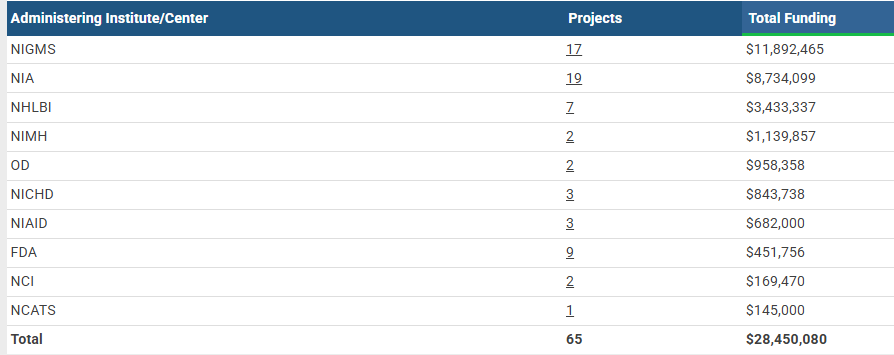 Administering Institute/Center Projects Total Funding
NIGMS 17 $11,892,465
NIA 19 $8,734,099
NHLBI 7 $3,433,337
NIMH 2 $1,139,857
OD 2 $958,358
NICHD 3 $843,738
NIAID 3 $682,000
FDA 9 $451,756
NCI 2 $169,470
NCATS 1 $145,000
Total 65 $28,450,080